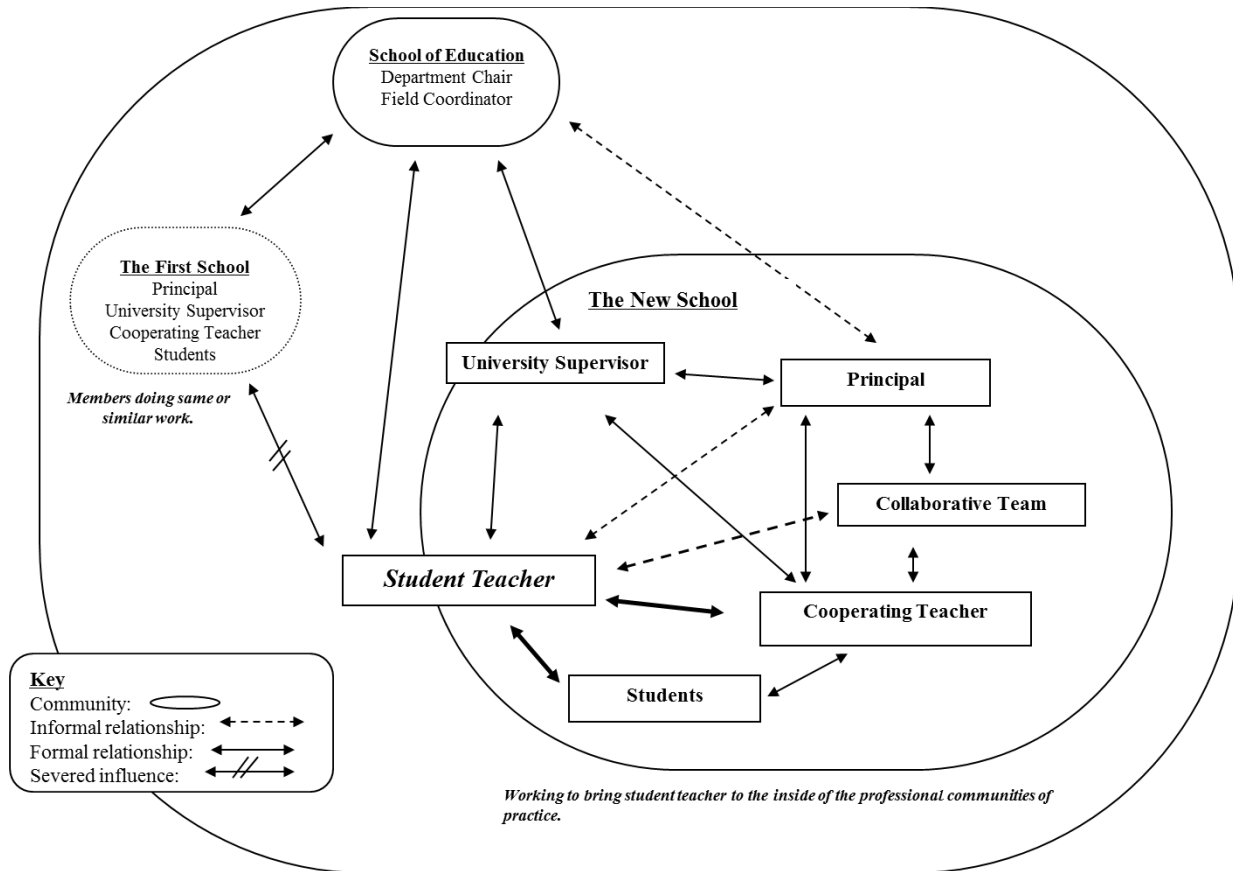 School of Education
Department Chair
Field Coordinator
The First School
Principal
University Supervisor
Cooperating Teacher
Students
Members doing same or
similar work.
The New School
University Supervisor
Principal
Collaborative Team
Student Teacher
Cooperating Teacher
Students
Key
Community:
Informal relationship:
Formal relationship:
Severed influence:
Working to bring student teacher to the inside of the professional communities of
practice.